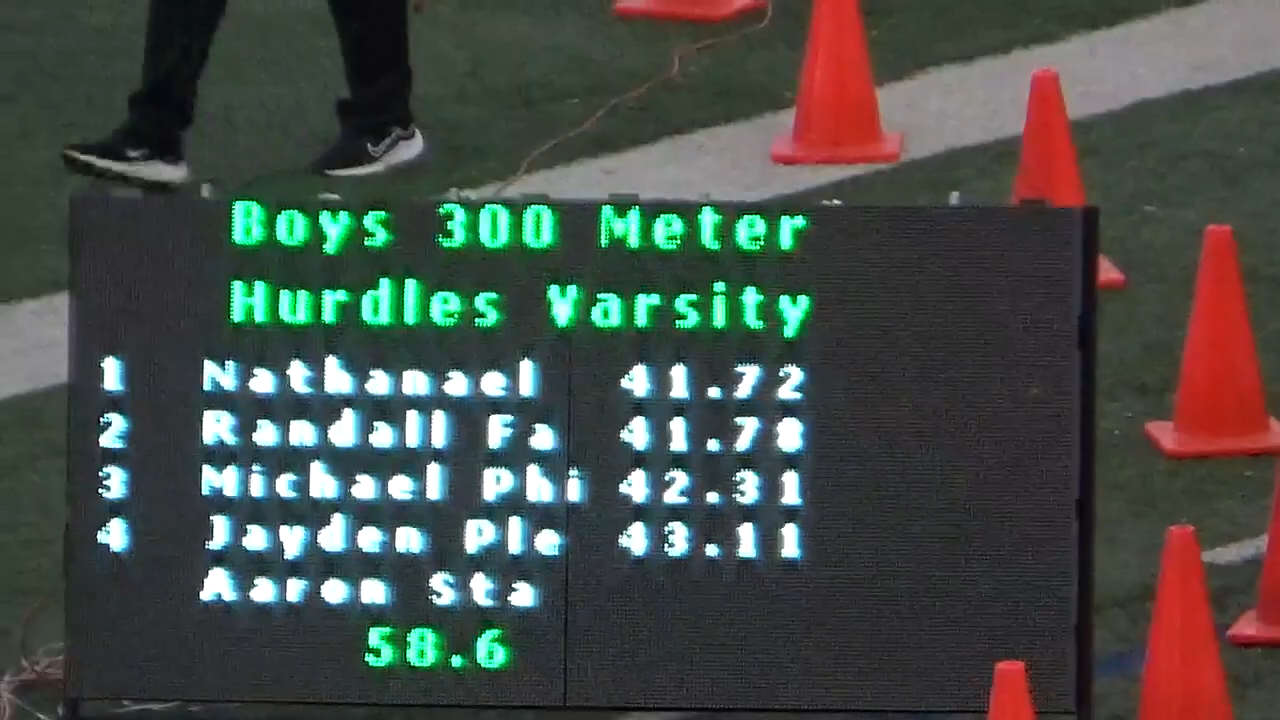 Boys 300 Meter
Hurdles Varsity
1 Nathanael 41.72
2 Randall Fa 41.78
3 Michael Phi 42.31
4 Jayden Ple 43.11
Aaron Sta
58.6